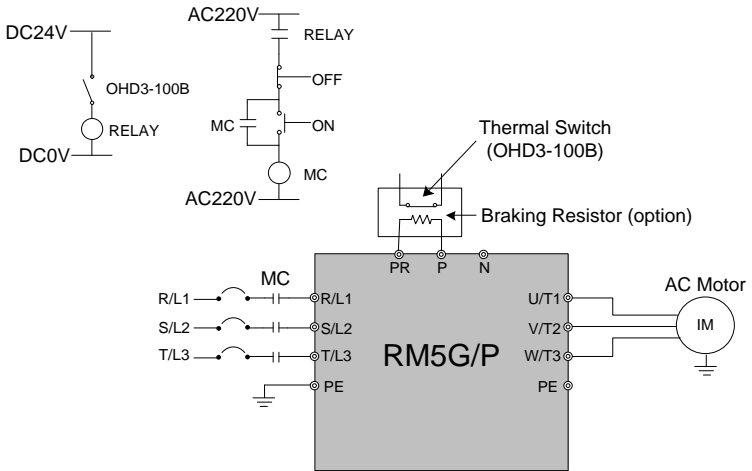 DC24V
OHD3-100B
RELAY
DC0V
AC220V
RELAY
OFF
MC
ON
MC
AC220V
Thermal Switch
(OHD3-100B)
Braking Resistor (option)
PR
P
N
MC
R/L1
R/L1
S/L2
S/L2
T/L3
T/L3
PE
RM5G/P
U/T1
V/T2
W/T3
PE
AC Motor
IM